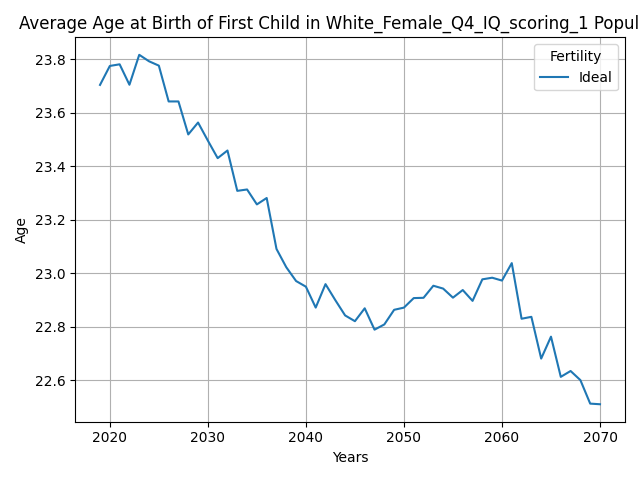 Average Age at Birth of First Child in White_Female_Q4_IQ_scoring_1 Popul
Fertility
Ideal
23.8
23.6
23.4
23.2
23.0
22.8
22.6
Age
2020 2030 2040 2050 2060 2070
Years